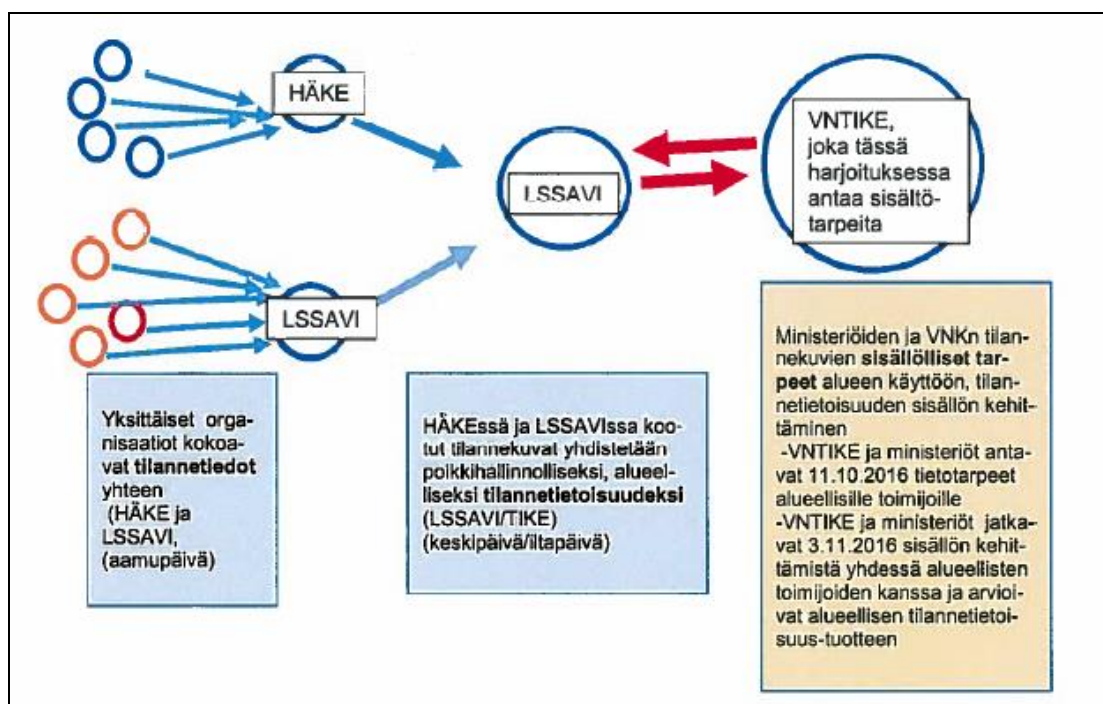 HÄKE
LSSAVI
LSSAVI
VNTIKE,
joka tässä
harjoituksessa
antaa sisältö-
tarpeita
Yksittäiset orga-
nisaatiot kokoa-
vat tilannetiedot
yhteen
(HÄKE ja
LSSAVI,
(aamupäivä)
HÄKEssä ja LSSAVIssa koo-
tut tilannekuvat yhdistetään
poikkihallinnolliseksi, alueel-
liseksi tilannetietoisuudeksi
(LSSAVI/TIKE)
(keskipäivä/iltapäivä)
Ministeriöiden ja VNKn tilan-
nekuvien sisällölliset tar-
peet alueen käyttöön, tilan-
netietoisuuden sisällön kehit-
täminen
-VNTIKE ja ministeriöt anta-
vat 11.10.2016 tietotarpeet
alueellisille toimijoille
-VNTIKE ja ministeriöt jatka-
vat 3.11.2016 sisällön kehit-
tämistä yhdessä alueellisten
toimijoiden kanssa ja arvioi-
vat alueellisen tilannetietoi-
suus-tuotteen